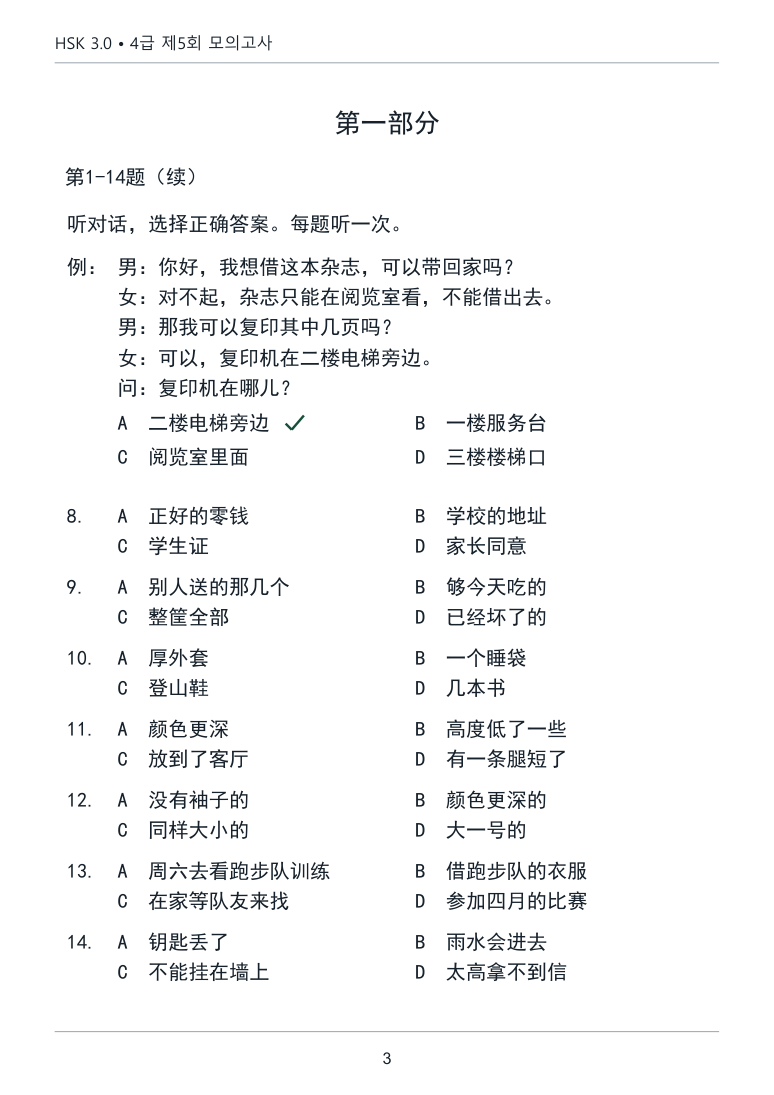 HSK 3.0 • 4급 제5회 모의고사
第一部分
第1-14题（续）
听对话，选择正确答案。每题听一次。
例： 男：你好，我想借这本杂志，可以带回家吗？
女：对不起，杂志只能在阅览室看，不能借出去。
男：那我可以复印其中几页吗？
女：可以，复印机在二楼电梯旁边。
问：复印机在哪儿？
A 二楼电梯旁边 ✓ B 一楼服务台
C 阅览室里面 D 三楼楼梯口
8. A 正好的零钱 B 学校的地址
C 学生证 D 家长同意
9. A 别人送的那几个 B 够今天吃的
C 整筐全部 D 已经坏了的
10. A 厚外套 B 一个睡袋
C 登山鞋 D 几本书
11. A 颜色更深 B 高度低了一些
C 放到了客厅 D 有一条腿短了
12. A 没有袖子的 B 颜色更深的
C 同样大小的 D 大一号的
13. A 周六去看跑步队训练 B 借跑步队的衣服
C 在家等队友来找 D 参加四月的比赛
14. A 钥匙丢了 B 雨水会进去
C 不能挂在墙上 D 太高拿不到信
3